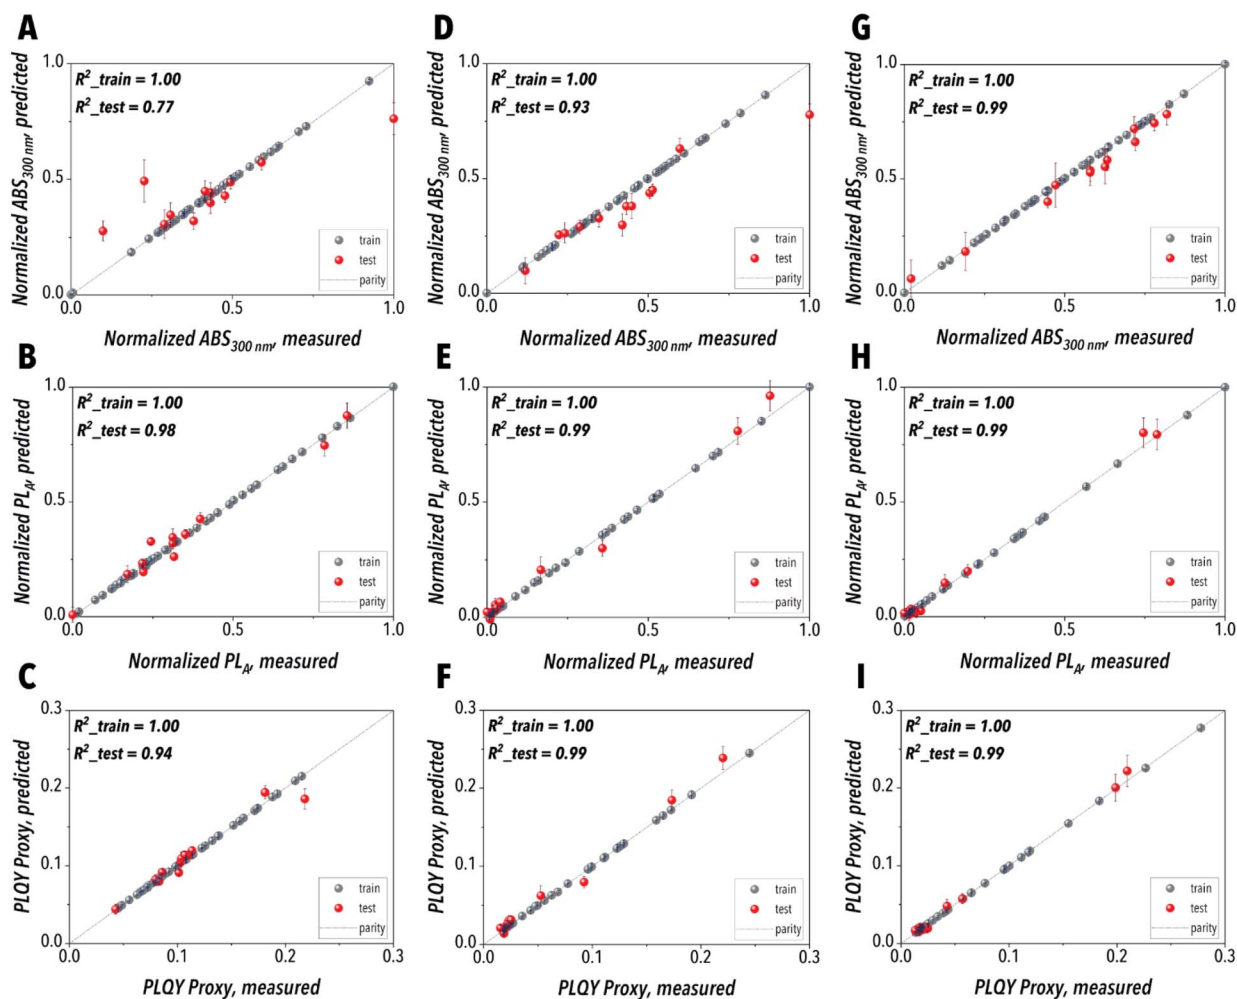 A
Normalized ABS300 nm, predicted
1.0
0.5
0.0
R²_train = 1.00
R²_test = 0.77
train
test
parity
0.0
0.5
1.0
Normalized ABS300 nm, measured
D
Normalized ABS300 nm, predicted
1.0
0.5
0.0
R²_train = 1.00
R²_test = 0.93
train
test
parity
0.0
0.5
1.0
Normalized ABS300 nm, measured
G
Normalized ABS300 nm, predicted
1.0
0.5
0.0
R²_train = 1.00
R²_test = 0.99
train
test
parity
0.0
0.5
1.0
Normalized ABS300 nm, measured
B
Normalized PLA, predicted
1.0
0.5
0.0
R²_train = 1.00
R²_test = 0.98
train
test
parity
0.0
0.5
1.0
Normalized PLA, measured
E
Normalized PLA, predicted
1.0
0.5
0.0
R²_train = 1.00
R²_test = 0.99
train
test
parity
0.0
0.5
1.0
Normalized PLA, measured
H
Normalized PLA, predicted
1.0
0.5
0.0
R²_train = 1.00
R²_test = 0.99
train
test
parity
0.0
0.5
1.0
Normalized PLA, measured
C
PLQY Proxy, predicted
0.3
0.2
0.1
0.0
R²_train = 1.00
R²_test = 0.94
train
test
parity
0.0
0.1
0.2
0.3
PLQY Proxy, measured
F
PLQY Proxy, predicted
0.3
0.2
0.1
0.0
R²_train = 1.00
R²_test = 0.99
train
test
parity
0.0
0.1
0.2
0.3
PLQY Proxy, measured
I
PLQY Proxy, predicted
0.3
0.2
0.1
0.0
R²_train = 1.00
R²_test = 0.99
train
test
parity
0.0
0.1
0.2
0.3
PLQY Proxy, measured